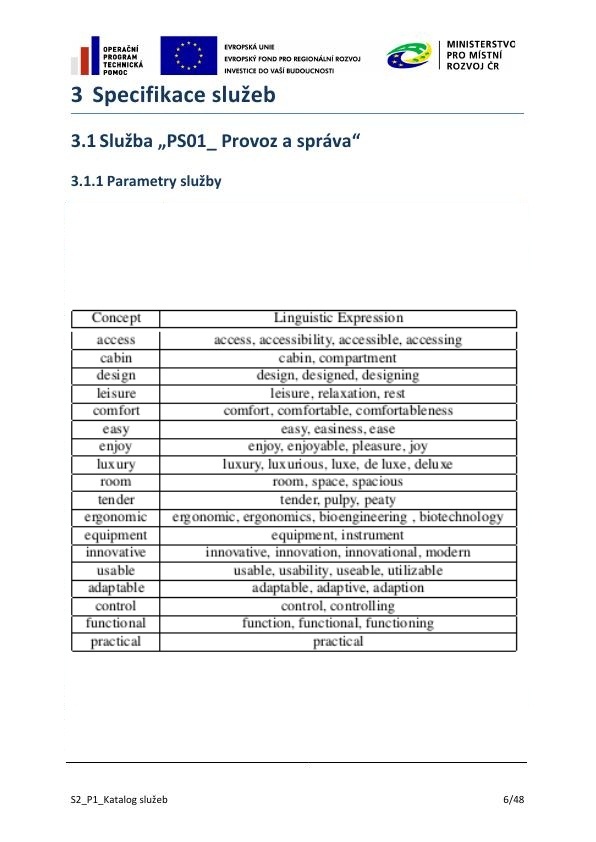 OPERAČNÍ
PROGRAM
TECHNICKÁ
POMOC
EVROPSKÁ UNIE
EVROPSKÝ FOND PRO REGIONÁLNÍ ROZVOJ
INVESTICE DO VAŠÍ BUDOUCNOSTI
MINISTERSTVO
PRO MÍSTNÍ
ROZVOJ ČR
3 Specifikace služeb
3.1 Služba „PS01_ Provoz a správa“
3.1.1 Parametry služby
Concept Linguistic Expression
access access, accessibility, accessible, accessing
cabin cabin, compartment
design design, designed, designing
leisure leisure, relaxation, rest
comfort comfort, comfortable, comfortableness
easy easy, easiness, ease
enjoy enjoy, enjoyable, pleasure, joy
luxury luxury, luxurious, luxe, de luxe, deluxe
room room, space, spacious
tender tender, pulpy, peaty
ergonomic ergonomic, ergonomics, bioengineering , biotechnology
equipment equipment, instrument
innovative innovative, innovation, innovational, modern
usable usable, usability, useable, utilizable
adaptable adaptable, adaptive, adaption
control control, controlling
functional function, functional, functioning
practical practical
S2_P1_Katalog služeb 6/48